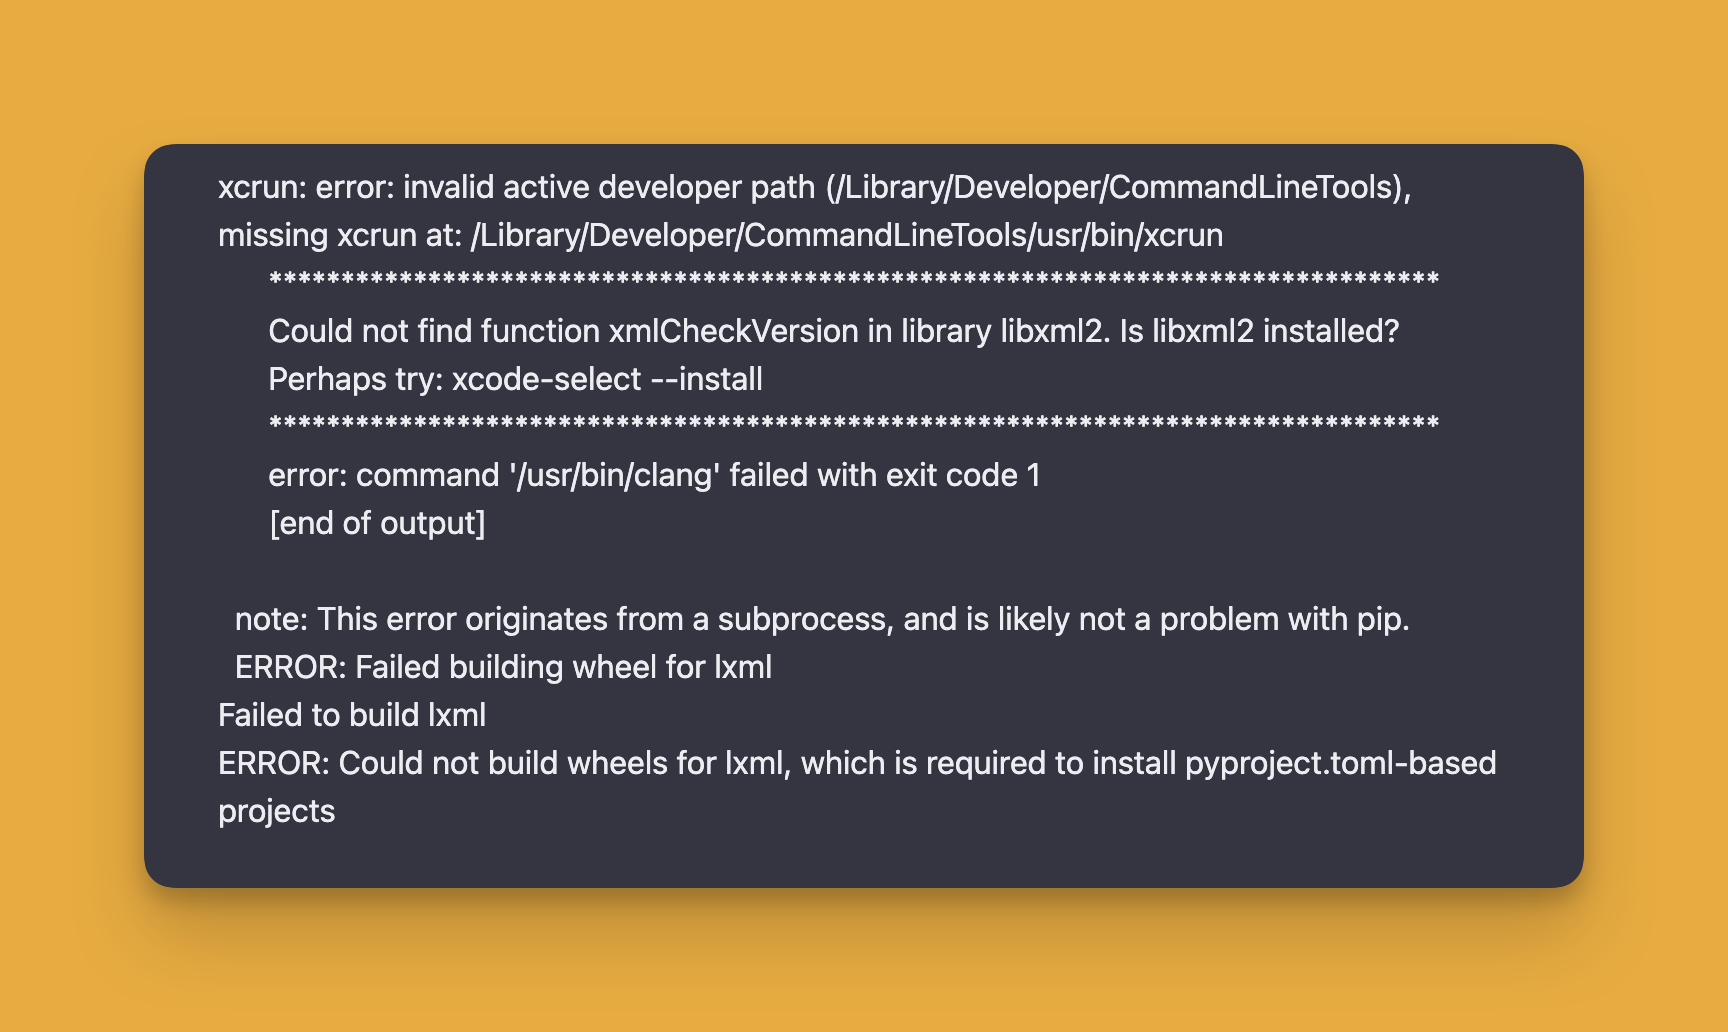 xcrun: error: invalid active developer path (/Library/Developer/CommandLineTools),
missing xcrun at: /Library/Developer/CommandLineTools/usr/bin/xcrun
*********************************************************************************
Could not find function xmlCheckVersion in library libxml2. Is libxml2 installed?
Perhaps try: xcode-select --install
*********************************************************************************
error: command '/usr/bin/clang' failed with exit code 1
[end of output]
note: This error originates from a subprocess, and is likely not a problem with pip.
ERROR: Failed building wheel for lxml
Failed to build lxml
ERROR: Could not build wheels for lxml, which is required to install pyproject.toml-based
projects